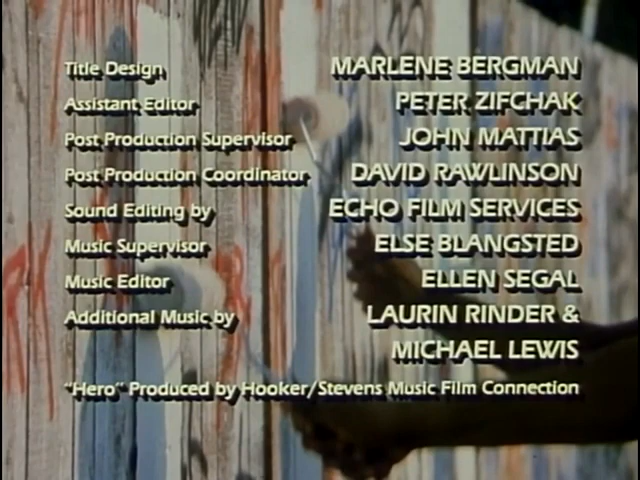 Title Design MARLENE BERGMAN
Assistant Editor PETER ZIFCHAK
Post Production Supervisor JOHN MATTIAS
Post Production Coordinator DAVID RAWLINSON
Sound Editing by ECHO FILM SERVICES
Music Supervisor ELSE BLANGSTED
Music Editor ELLEN SEGAL
Additional Music by LAURIN RINDER &
MICHAEL LEWIS
"Hero" Produced by Hooker/Stevens Music Film Connection